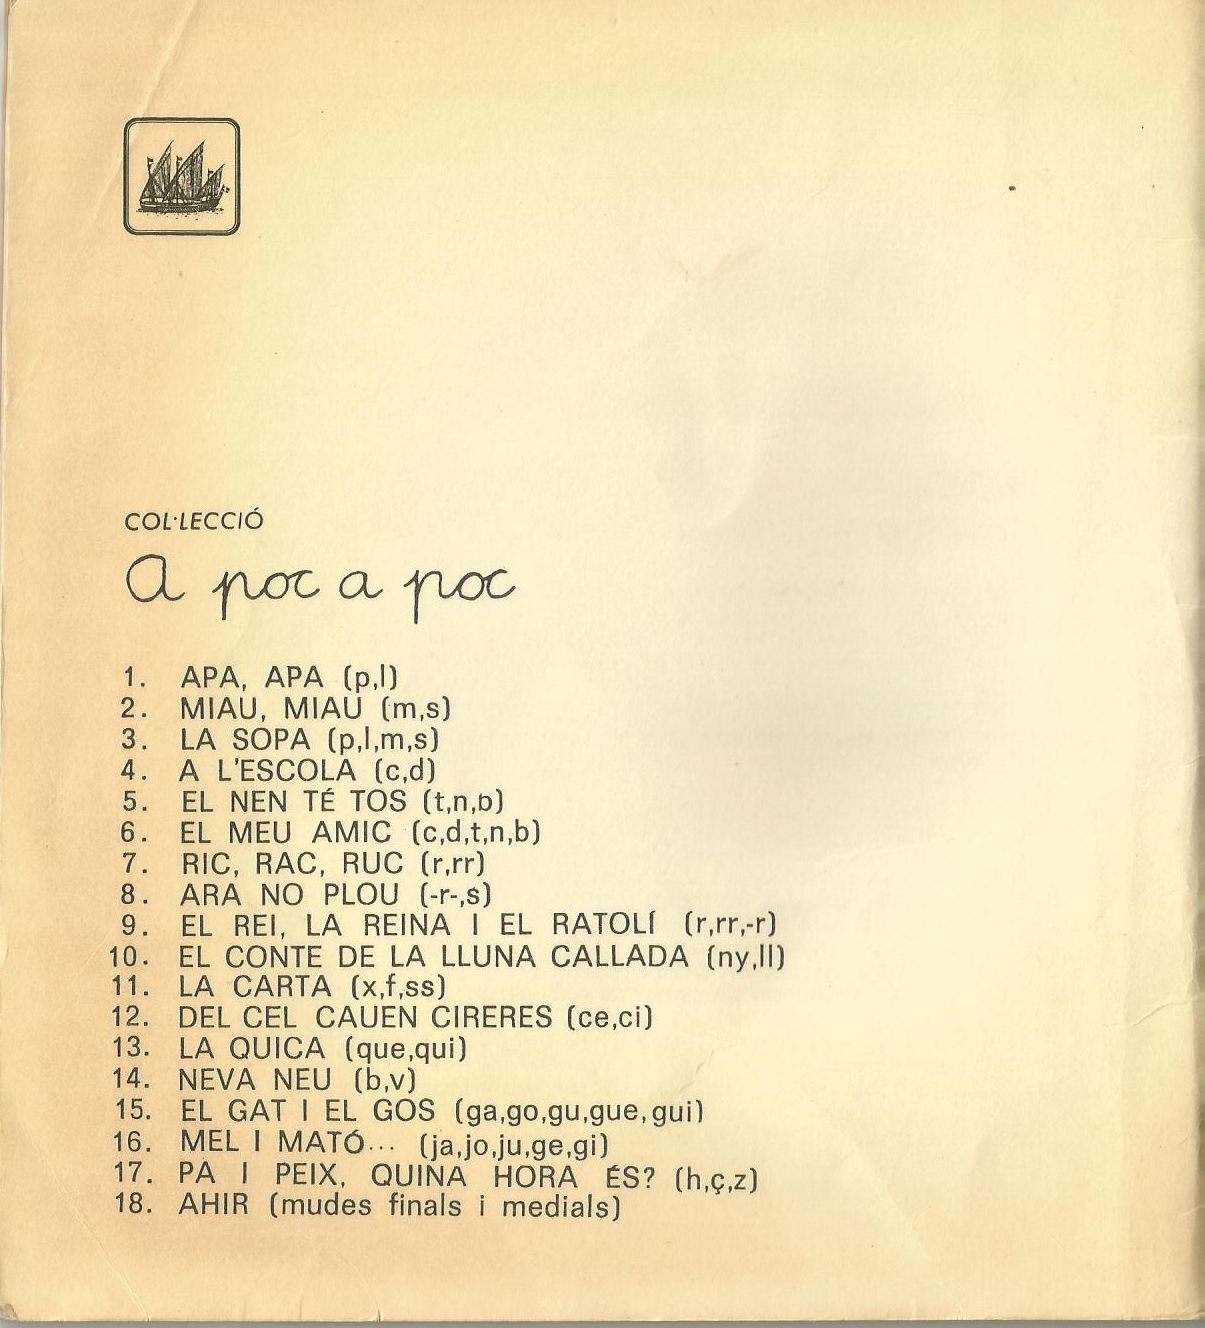 COL·LECCIÓ
A poc a poc
1. APA, APA (p,l)
2. MIAU, MIAU (m,s)
3. LA SOPA (p,l,m,s)
4. A L'ESCOLA (c,d)
5. EL NEN TÉ TOS (t,n,b)
6. EL MEU AMIC (c,d,t,n,b)
7. RIC, RAC, RUC (r,rr)
8. ARA NO PLOU (-r-,s)
9. EL REI, LA REINA I EL RATOLÍ (r,rr,-r)
10. EL CONTE DE LA LLUNA CALLADA (ny,ll)
11. LA CARTA (x,f,ss)
12. DEL CEL CAUEN CIRERES (ce,ci)
13. LA QUICA (que,qui)
14. NEVA NEU (b,v)
15. EL GAT I EL GOS (ga,go,gu,gue,gui)
16. MEL I MATÓ... (ja,jo,ju,ge,gi)
17. PA I PEIX, QUINA HORA ÉS? (h,ç,z)
18. AHIR (mudes finals i medials)